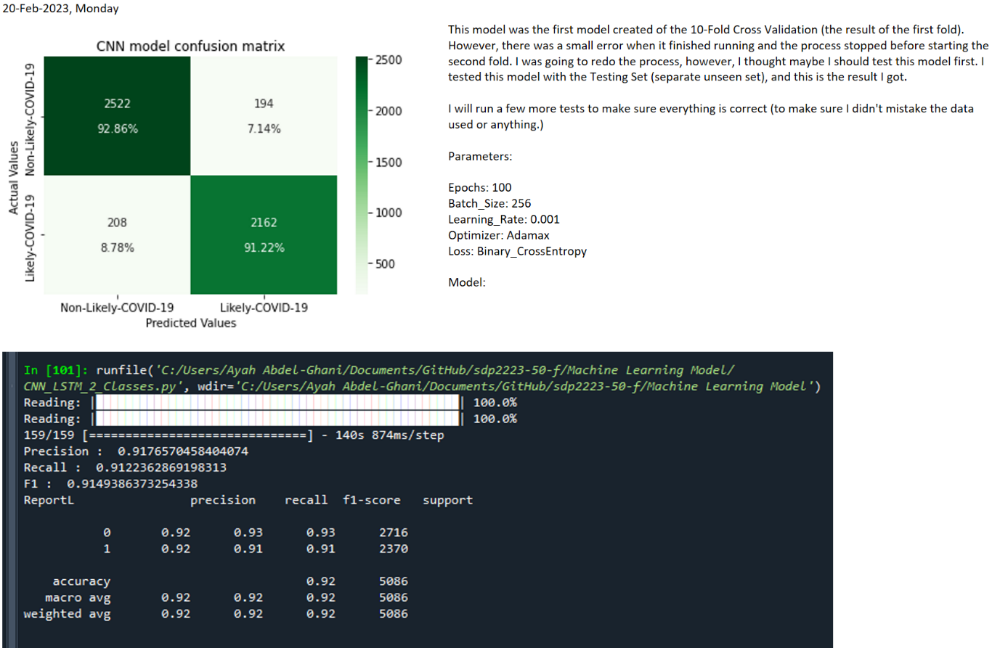 20-Feb-2023, Monday
CNN model confusion matrix
Actual Values
Non-Likely-COVID-19
Likely-COVID-19
2522
92.86%
194
7.14%
208
8.78%
2162
91.22%
Non-Likely-COVID-19
Likely-COVID-19
Predicted Values
2500
2000
1500
1000
500
This model was the first model created of the 10-Fold Cross Validation (the result of the first fold).
However, there was a small error when it finished running and the process stopped before starting the
second fold. I was going to redo the process, however, I thought maybe I should test this model first. I
tested this model with the Testing Set (separate unseen set), and this is the result I got.
I will run a few more tests to make sure everything is correct (to make sure I didn't mistake the data
used or anything.)
Parameters:
Epochs: 100
Batch_Size: 256
Learning_Rate: 0.001
Optimizer: Adamax
Loss: Binary_CrossEntropy
Model:
In [101]: runfile('C:/Users/Ayah Abdel-Ghani/Documents/GitHub/sdp2223-50-f/Machine Learning Model/
CNN_LSTM_2_Classes.py', wdir='C:/Users/Ayah Abdel-Ghani/Documents/GitHub/sdp2223-50-f/Machine Learning Model')
Reading: | | 100.0%
Reading: | | 100.0%
159/159 [==============================] - 140s 874ms/step
Precision : 0.9176570458404074
Recall : 0.9122362869198313
F1 : 0.9149386373254338
ReportL precision recall f1-score support
0 0.92 0.93 0.93 2716
1 0.92 0.91 0.91 2370
accuracy 0.92 5086
macro avg 0.92 0.92 0.92 5086
weighted avg 0.92 0.92 0.92 5086